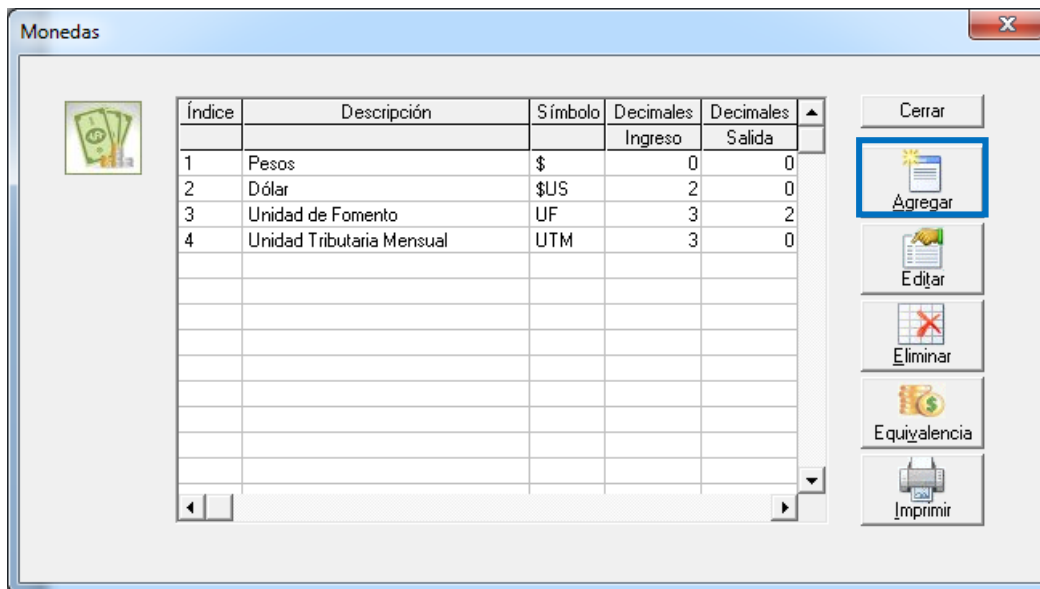 Monedas
Índice Descripción Símbolo Decimales Decimales
Ingreso Salida
1 Pesos $ 0 0
2 Dólar $US 2 0
3 Unidad de Fomento UF 3 2
4 Unidad Tributaria Mensual UTM 3 0
Cerrar
Agregar
Editar
Eliminar
Equivalencia
Imprimir